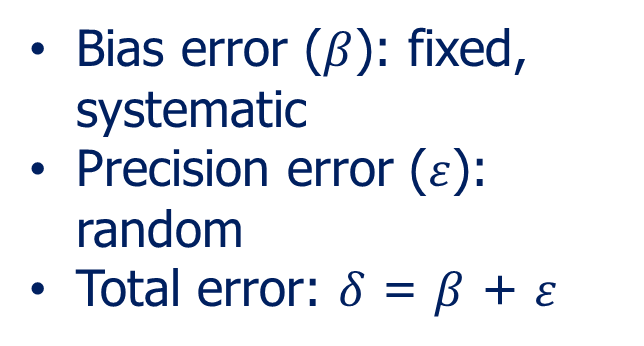 • Bias error (β): fixed,
systematic
• Precision error (ε):
random
• Total error: δ = β + ε